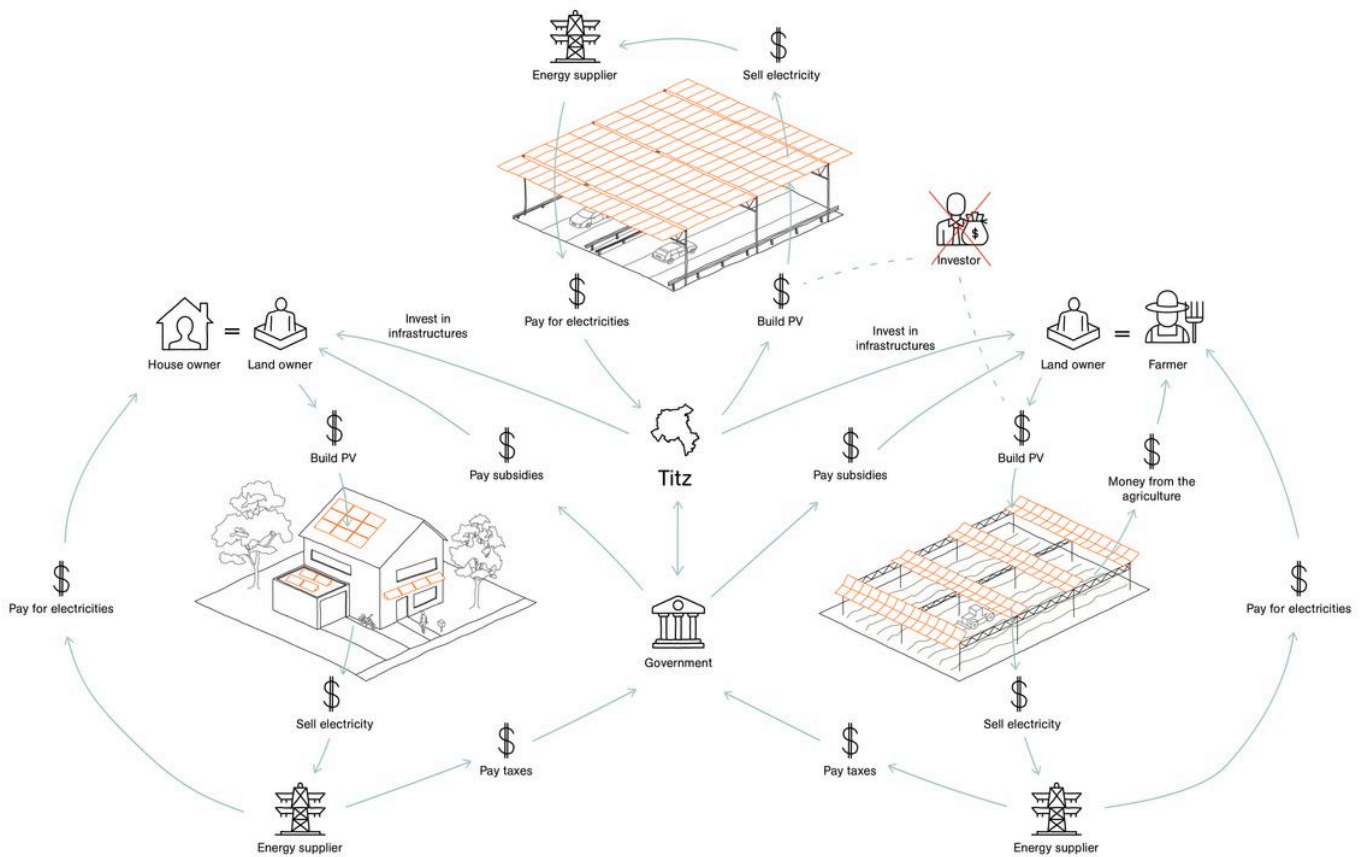 Energy supplier
$
Sell electricity
$
Investor
$
Pay for electricities
$
Build PV
Invest in
infrastructures
Invest in
infrastructures
=
House owner
Land owner
=
Land owner
Farmer
$
Build PV
$
Pay subsidies
Titz
$
Pay subsidies
$
Build PV
$
Money from the
agriculture
$
Pay for electricities
$
Pay for electricities
Government
$
Sell electricity
$
Sell electricity
$
Pay taxes
$
Pay taxes
Energy supplier
Energy supplier